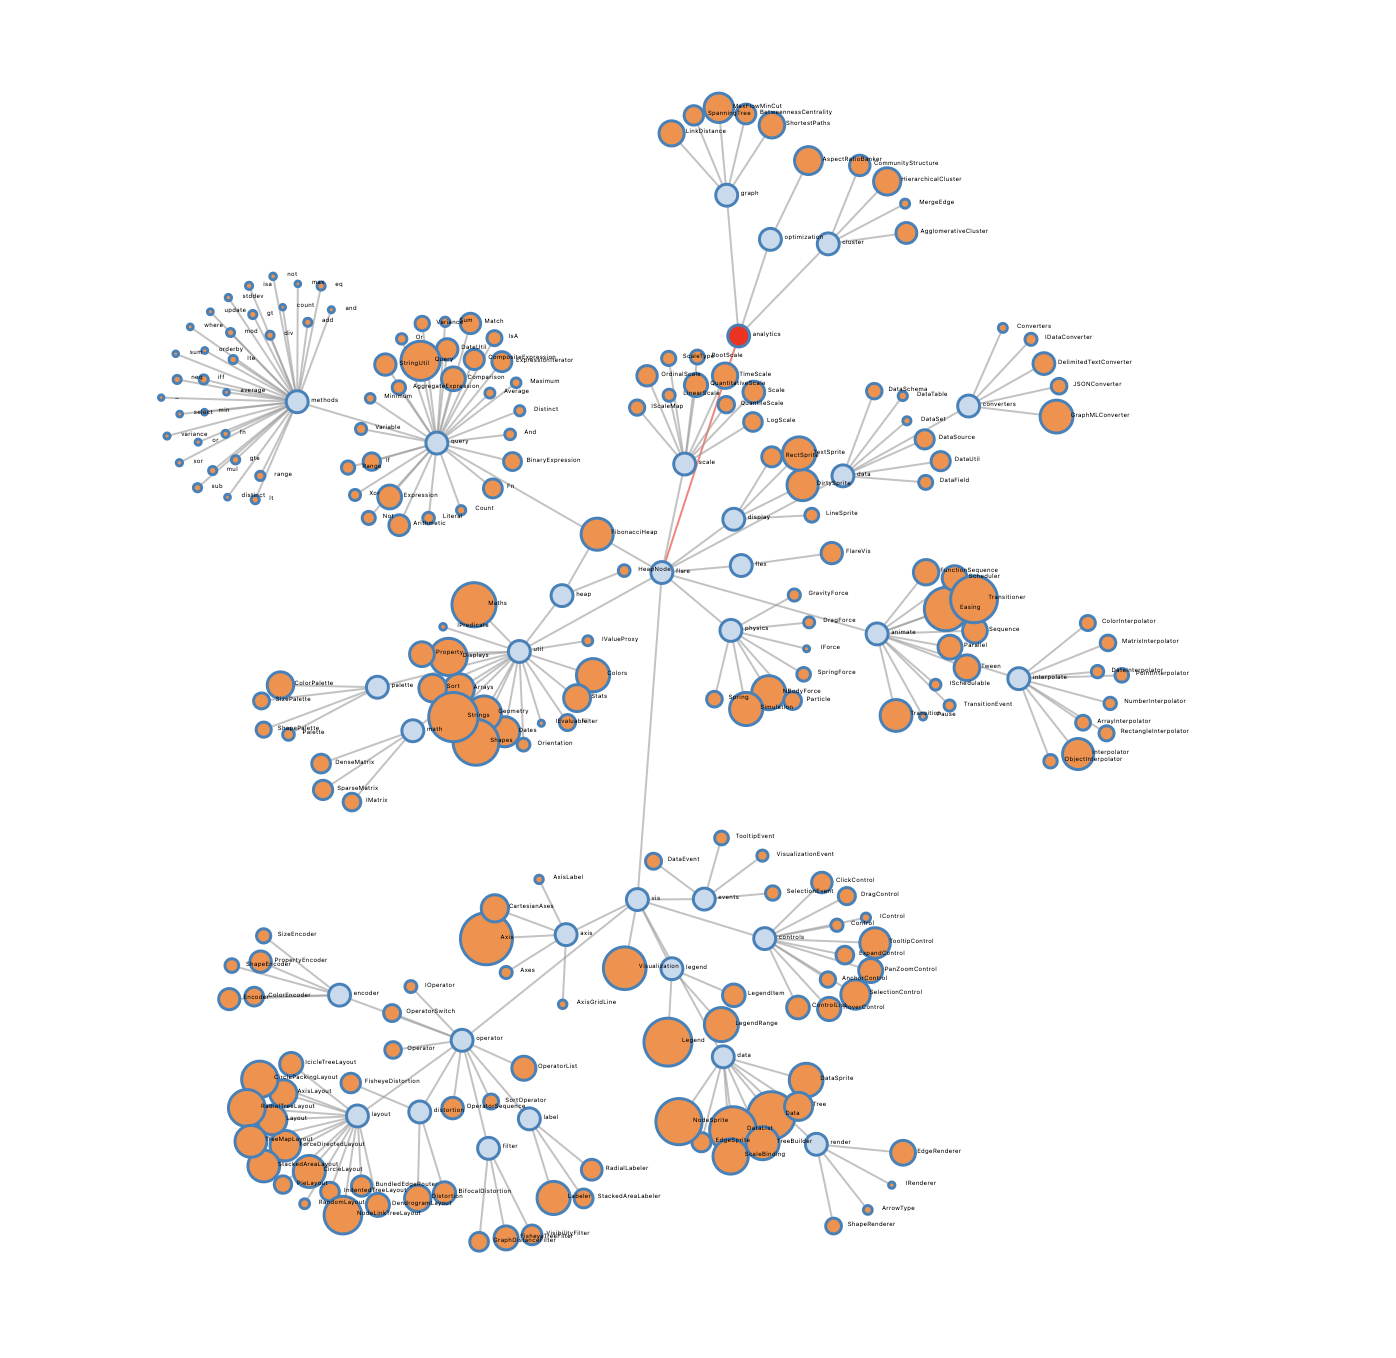 MaxFlowMinCut
SpanningTree
BetweennessCentrality
LinkDistance
ShortestPaths
AspectRatioBanker
CommunityStructure
HierarchicalCluster
graph
MergeEdge
optimization
cluster
AgglomerativeCluster
analytics
not
isa
max
eq
stddev
update
gt
count
and
where
mod
div
add
sum
orderby
lte
neq
iff
average
_
select
min
methods
variance
or
fn
xor
mul
gte
range
sub
distinct
lt
Variance
Sum
Match
Or
IsA
StringUtil
Query
DateUtil
CompositeExpression
ExpressionIterator
Comparison
AggregateExpression
Maximum
Minimum
Average
Distinct
Variable
query
And
Range
If
BinaryExpression
Xor
Expression
Fn
Not
Arithmetic
Literal
Count
ScaleType
RootScale
OrdinalScale
TimeScale
QuantitativeScale
LinearScale
Scale
IScaleMap
QuantileScale
LogScale
scale
Converters
IDataConverter
DelimitedTextConverter
JSONConverter
converters
GraphMLConverter
DataSchema
DataTable
DataSet
DataSource
DataUtil
data
DataField
RectSprite
TextSprite
DirtySprite
display
LineSprite
FibonacciHeap
HeapNode
flare
flex
FlareVis
heap
Maths
IPredicate
util
IValueProxy
Property
Displays
Colors
Sort
Arrays
Stats
Strings
Geometry
Dates
IEvaluable
Filter
Shapes
Orientation
ColorPalette
palette
SizePalette
ShapePalette
Palette
math
DenseMatrix
SparseMatrix
IMatrix
GravityForce
physics
DragForce
IForce
SpringForce
Spring
NBodyForce
Simulation
Particle
FunctionSequence
Scheduler
Easing
Transitioner
animate
Sequence
Parallel
Tween
ISchedulable
TransitionEvent
Transition
Pause
interpolate
ColorInterpolator
MatrixInterpolator
DateInterpolator
PointInterpolator
NumberInterpolator
ArrayInterpolator
RectangleInterpolator
Interpolator
ObjectInterpolator
TooltipEvent
DataEvent
VisualizationEvent
vis
events
SelectionEvent
ClickControl
DragControl
IControl
Control
controls
TooltipControl
ExpandControl
PanZoomControl
AnchorControl
SelectionControl
ControlList
HoverControl
AxisLabel
CartesianAxes
Axis
axis
Axes
AxisGridLine
Visualization
legend
LegendItem
LegendRange
Legend
data
DataSprite
NodeSprite
Data
Tree
DataList
EdgeSprite
TreeBuilder
ScaleBinding
render
EdgeRenderer
IRenderer
ArrowType
ShapeRenderer
SizeEncoder
PropertyEncoder
ShapeEncoder
encoder
Encoder
ColorEncoder
IOperator
OperatorSwitch
operator
Operator
OperatorList
IcicleTreeLayout
CirclePackingLayout
FisheyeDistortion
AxisLayout
RadialTreeLayout
Layout
layout
TreeMapLayout
ForceDirectedLayout
StackedAreaLayout
CircleLayout
PieLayout
IndentedTreeLayout
BundledEdgeRouter
RandomLayout
DendrogramLayout
NodeLinkTreeLayout
distortion
OperatorSequence
SortOperator
Distortion
BifocalDistortion
label
filter
RadialLabeler
Labeler
StackedAreaLabeler
GraphDistanceFilter
FisheyeTreeFilter
VisibilityFilter